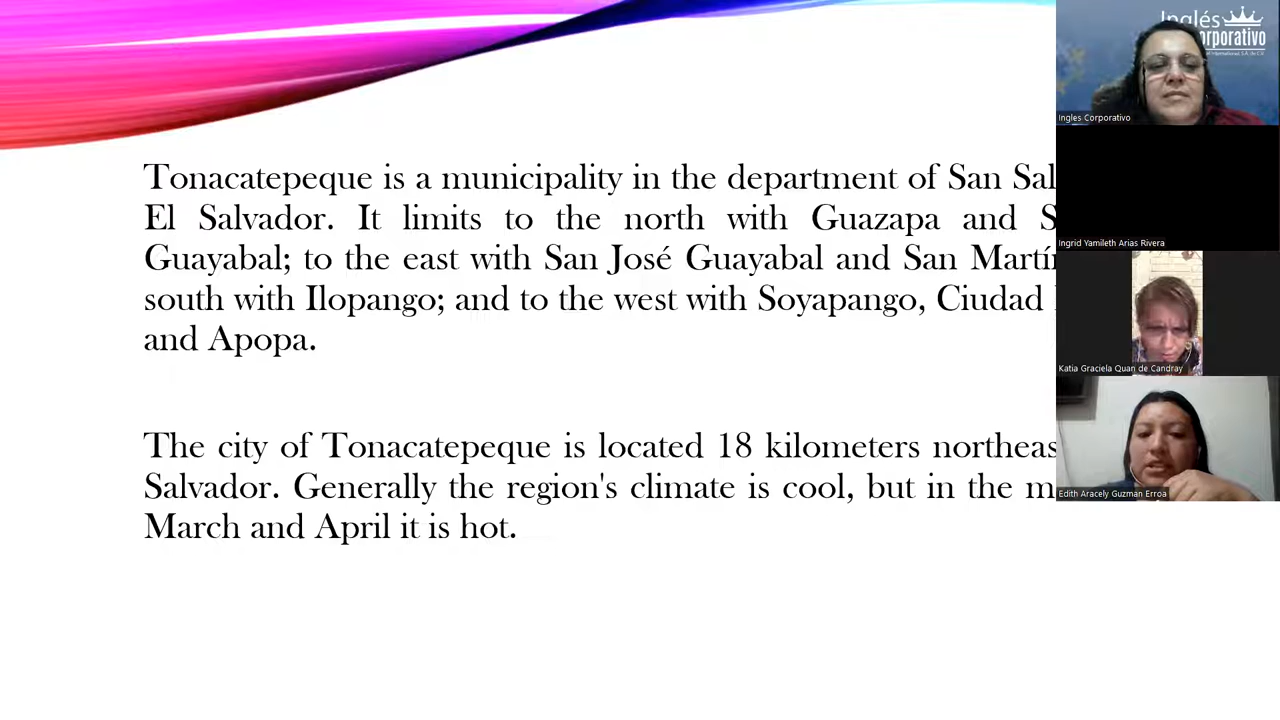 Tonacatepeque is a municipality in the department of San Sal
El Salvador. It limits to the north with Guazapa and S
Guayabal; to the east with San José Guayabal and San Martín
south with Ilopango; and to the west with Soyapango, Ciudad
and Apopa.
The city of Tonacatepeque is located 18 kilometers northeas
Salvador. Generally the region's climate is cool, but in the m
March and April it is hot.
Inglés
Ingles Corporativo
Ingrid Yamileth Arias Rivera
Katia Graciela Quan de Candray
Edith Aracely Guzman Erroa